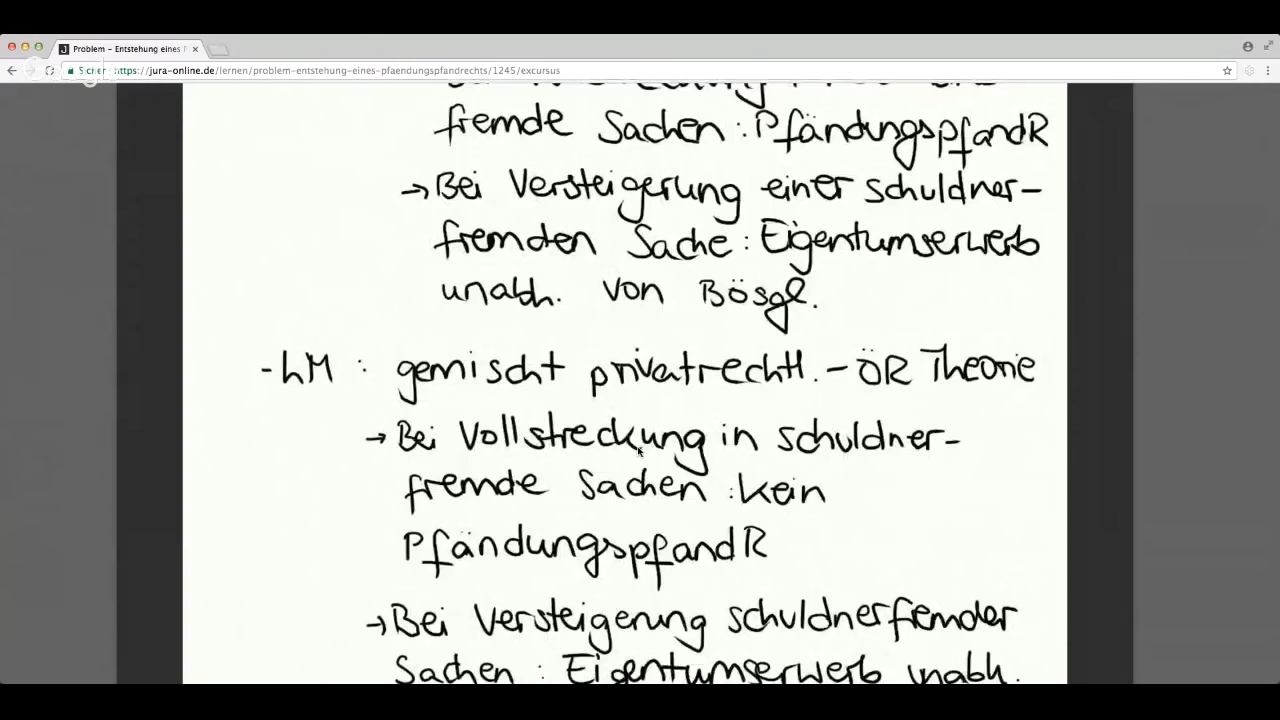 Problem - Entstehung eines P
Sicher https://jura-online.de/lernen/problem-entstehung-eines-pfaendungspfandrechts/1245/excursus
fremde Sachen : PfändungspfandR
→ Bei Versteigerung einer schuldner-
fremden Sache : Eigentumserwerb
unabh. von Bösgl.
- hM : gemischt privatrechtl. - ÖR Theorie
→ Bei Vollstreckung in schuldner-
fremde Sachen : kein
PfändungspfandR
→ Bei Versteigerung schuldnerfremder
Sachen : Eigentumserwerb unabh.